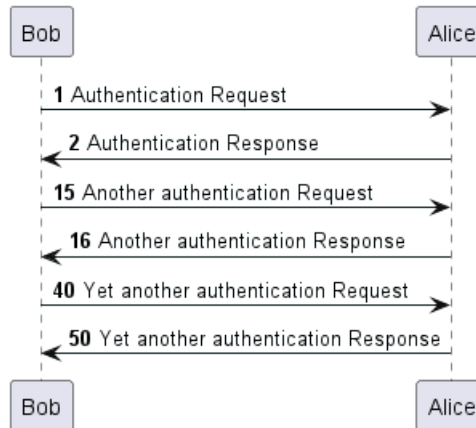 Bob
Alice
1 Authentication Request
2 Authentication Response
15 Another authentication Request
16 Another authentication Response
40 Yet another authentication Request
50 Yet another authentication Response
Bob
Alice